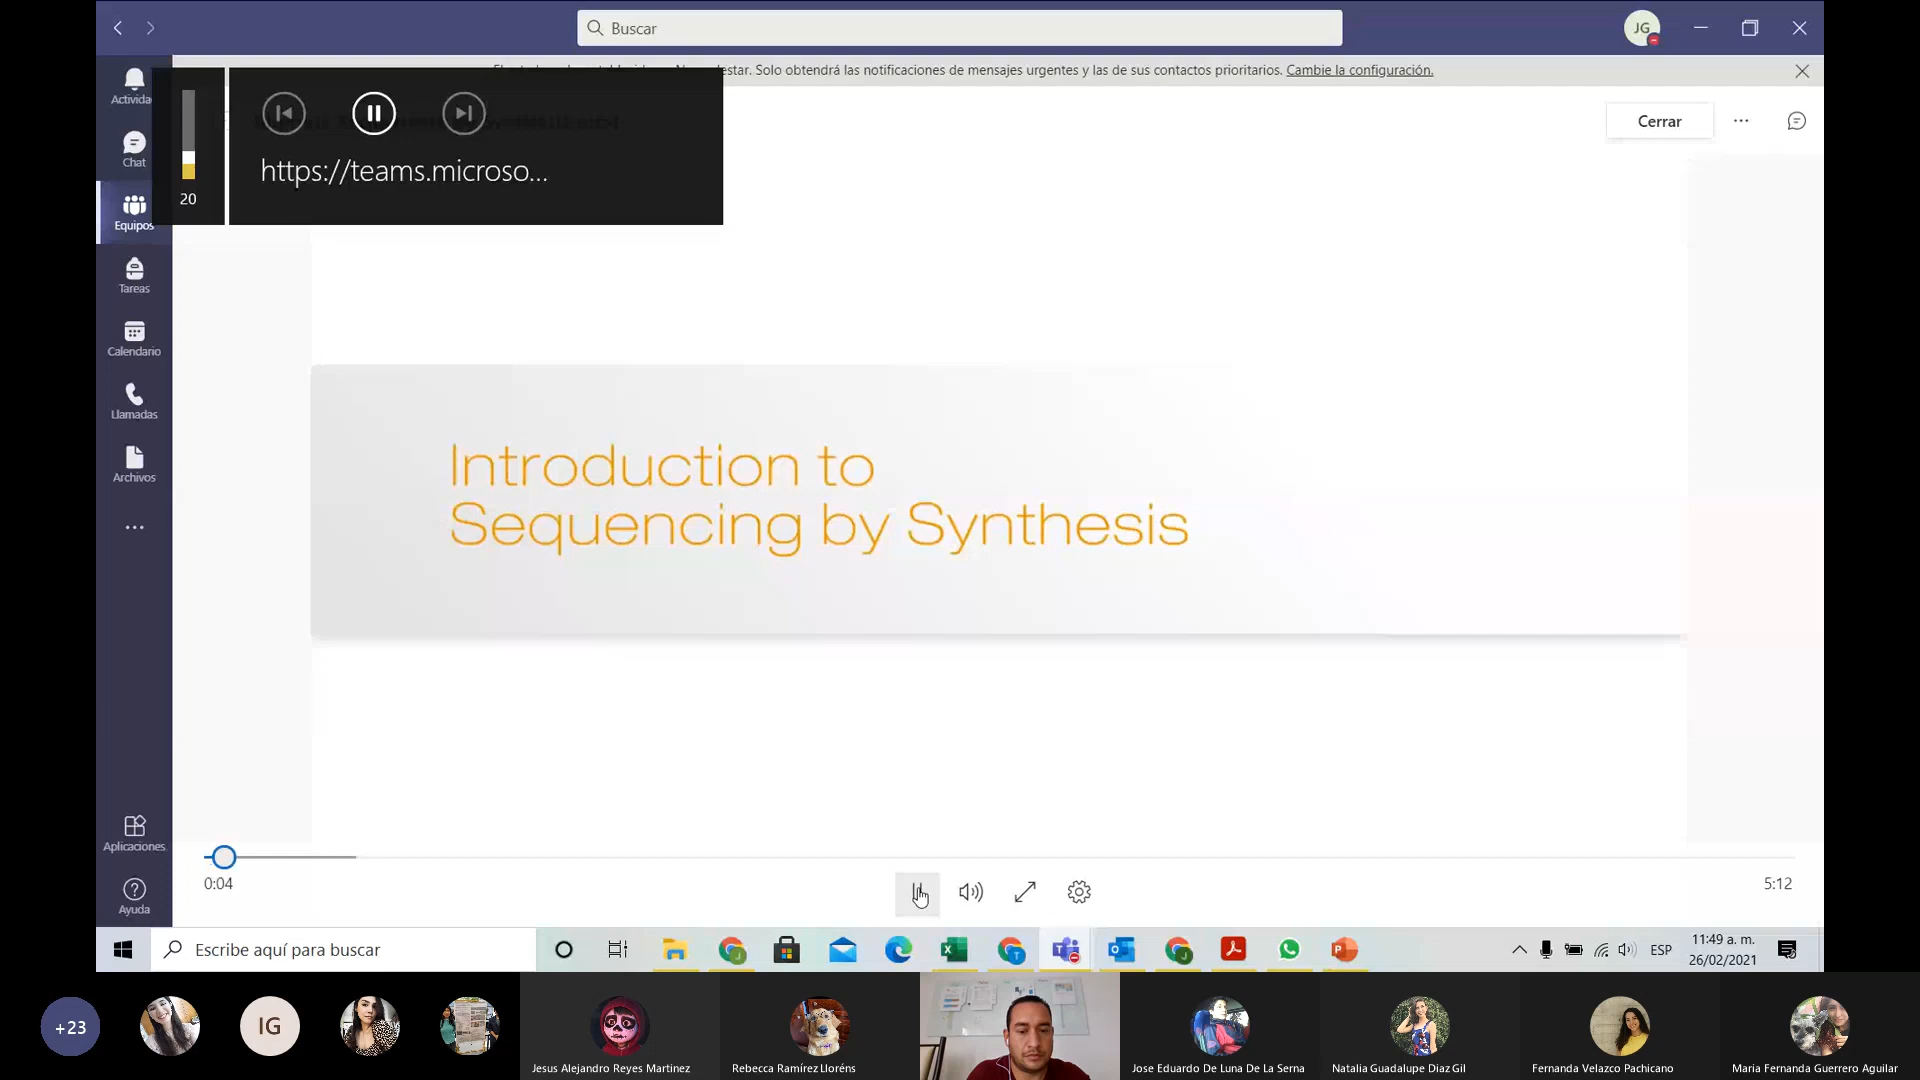 Buscar
JG
Solo obtendrá las notificaciones de mensajes urgentes y las de sus contactos prioritarios. Cambie la configuración.
Chat
Equipos
Tareas
Calendario
Llamadas
Archivos
...
Aplicaciones
Ayuda
20
https://teams.microso...
Cerrar
...
Introduction to
Sequencing by Synthesis
0:04
5:12
Escribe aquí para buscar
ESP
11:49 a. m.
26/02/2021
+23
IG
Jesus Alejandro Reyes Martinez
Rebecca Ramírez Lloréns
Jose Eduardo De Luna De La Serna
Natalia Guadalupe Diaz Gil
Fernanda Velazco Pachicano
Maria Fernanda Guerrero Aguilar